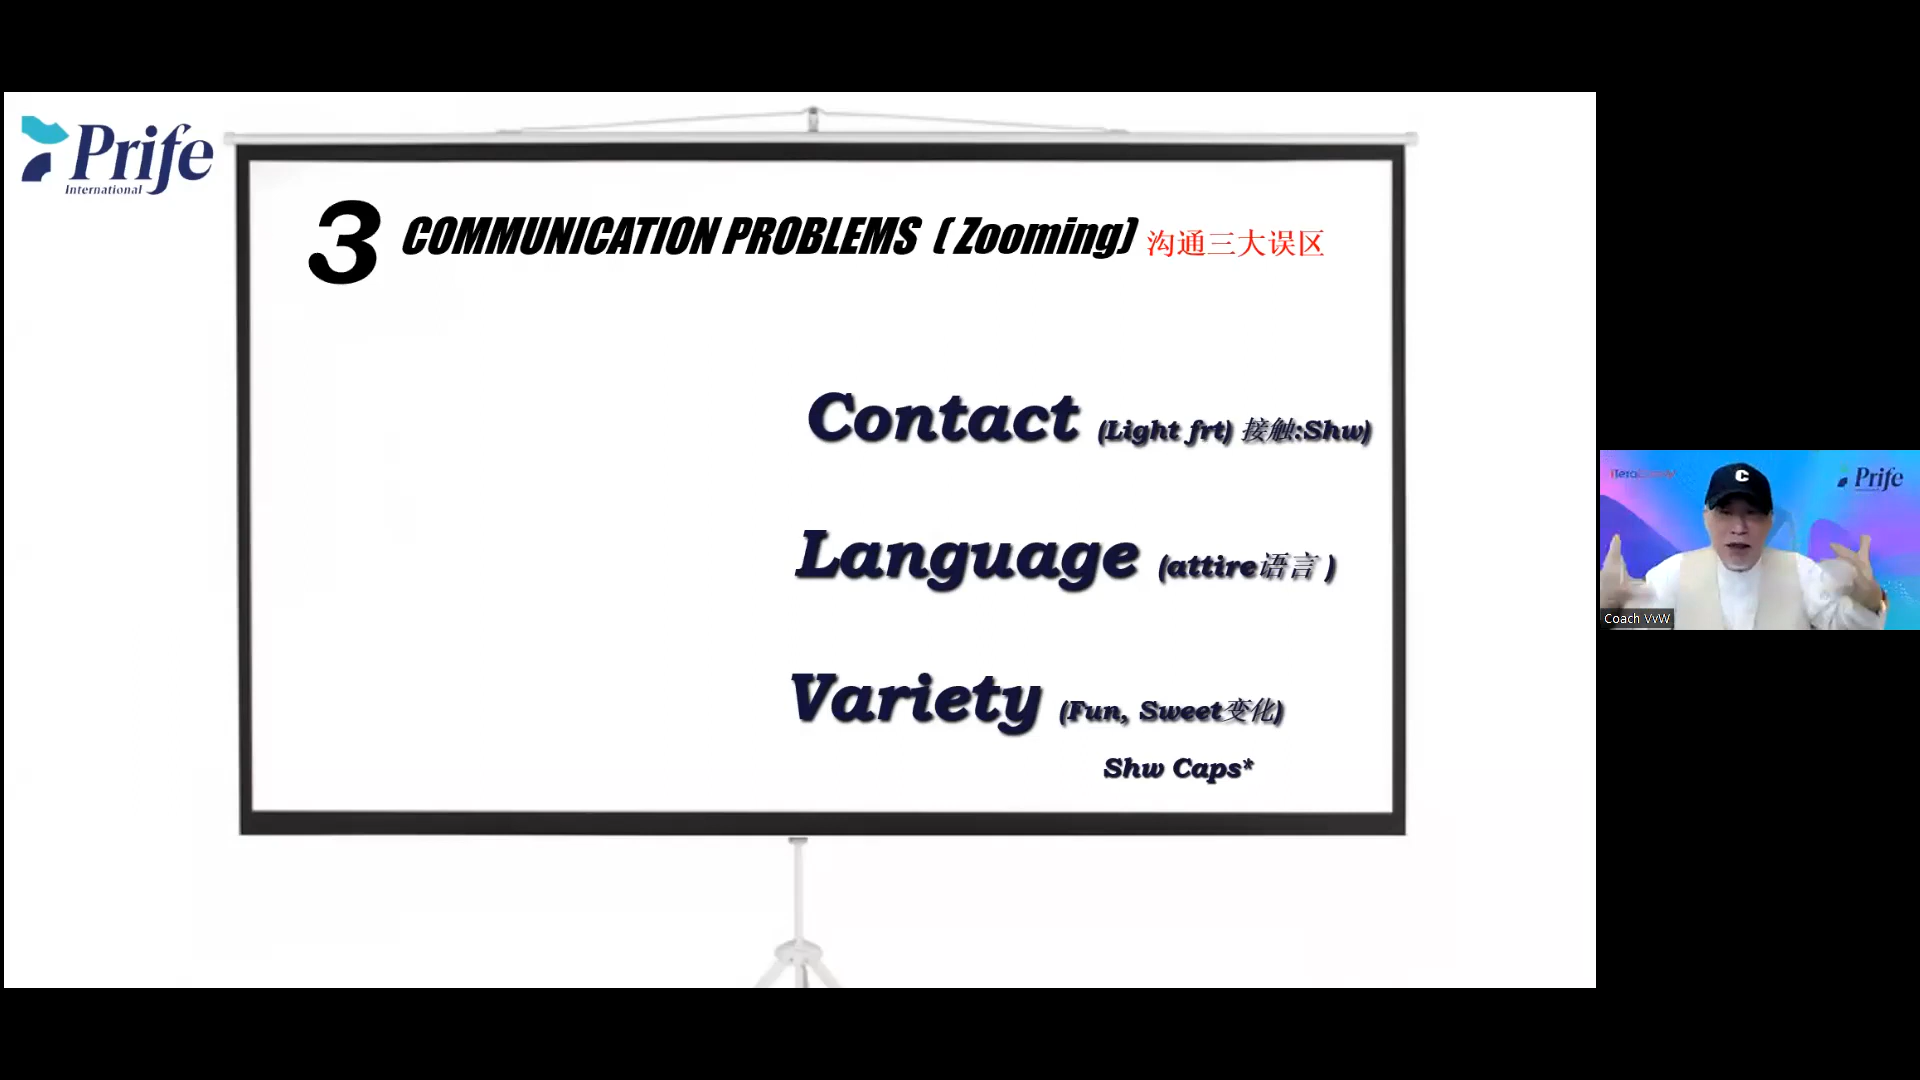 Prife
International
3 COMMUNICATION PROBLEMS ( Zooming) 沟通三大误区
Contact (Light frt) 接触:Shw)
Language (attire语言 )
Variety (Fun, Sweet变化)
Shw Caps*
C
Prife
Coach VvW